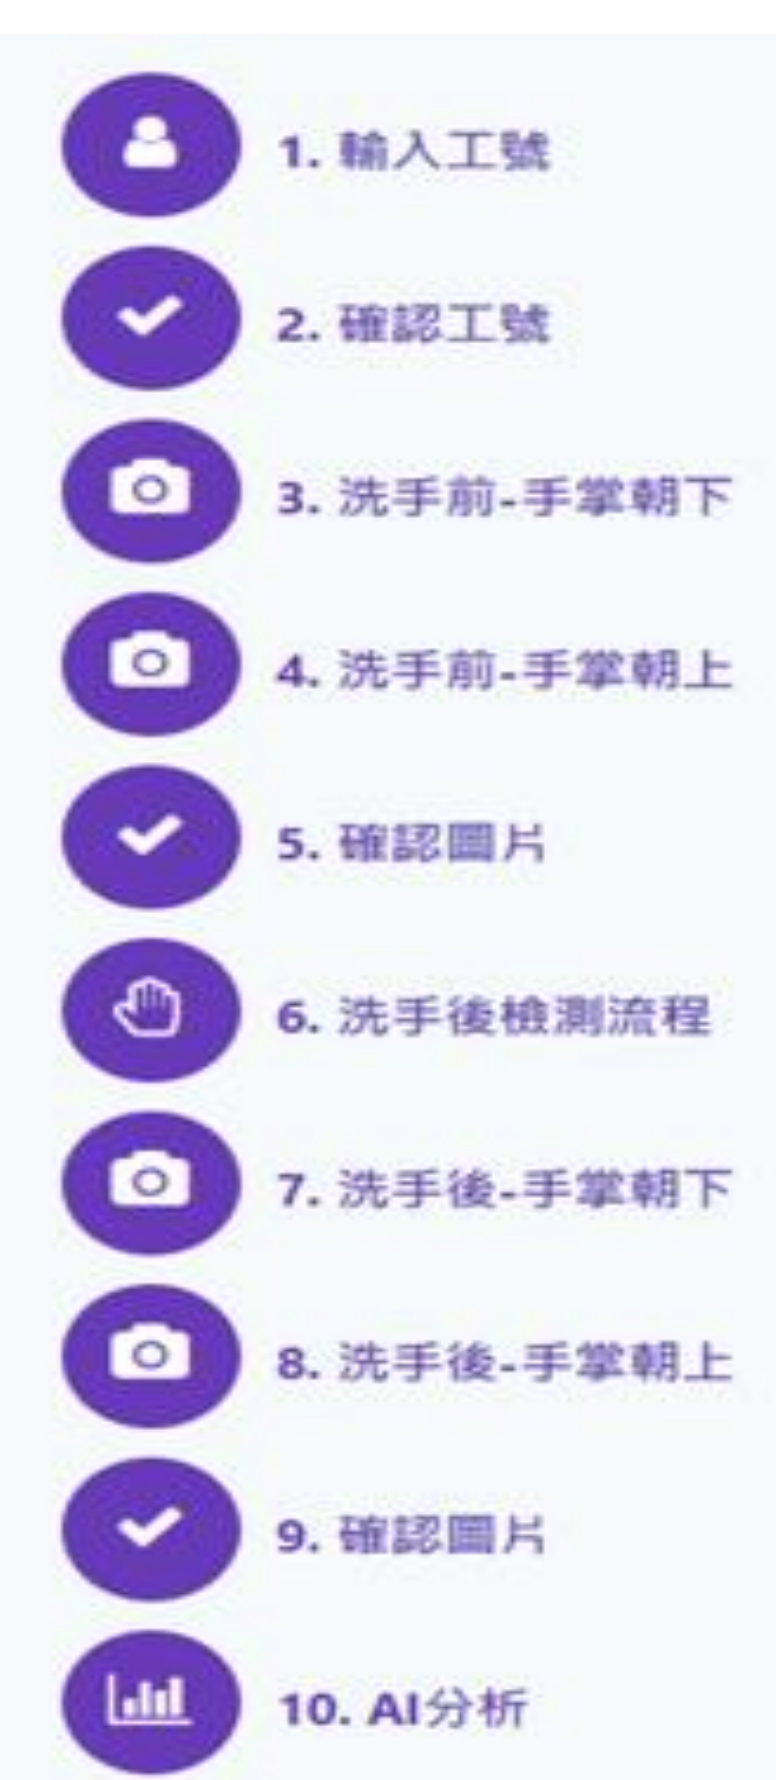 1. 輸入工號
2. 確認工號
3. 洗手前-手掌朝下
4. 洗手前-手掌朝上
5. 確認圖片
6. 洗手後檢測流程
7. 洗手後-手掌朝下
8. 洗手後-手掌朝上
9. 確認圖片
10. AI分析